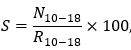 S = N₁₀₋₁₈ / R₁₀₋₁₈ × 100,